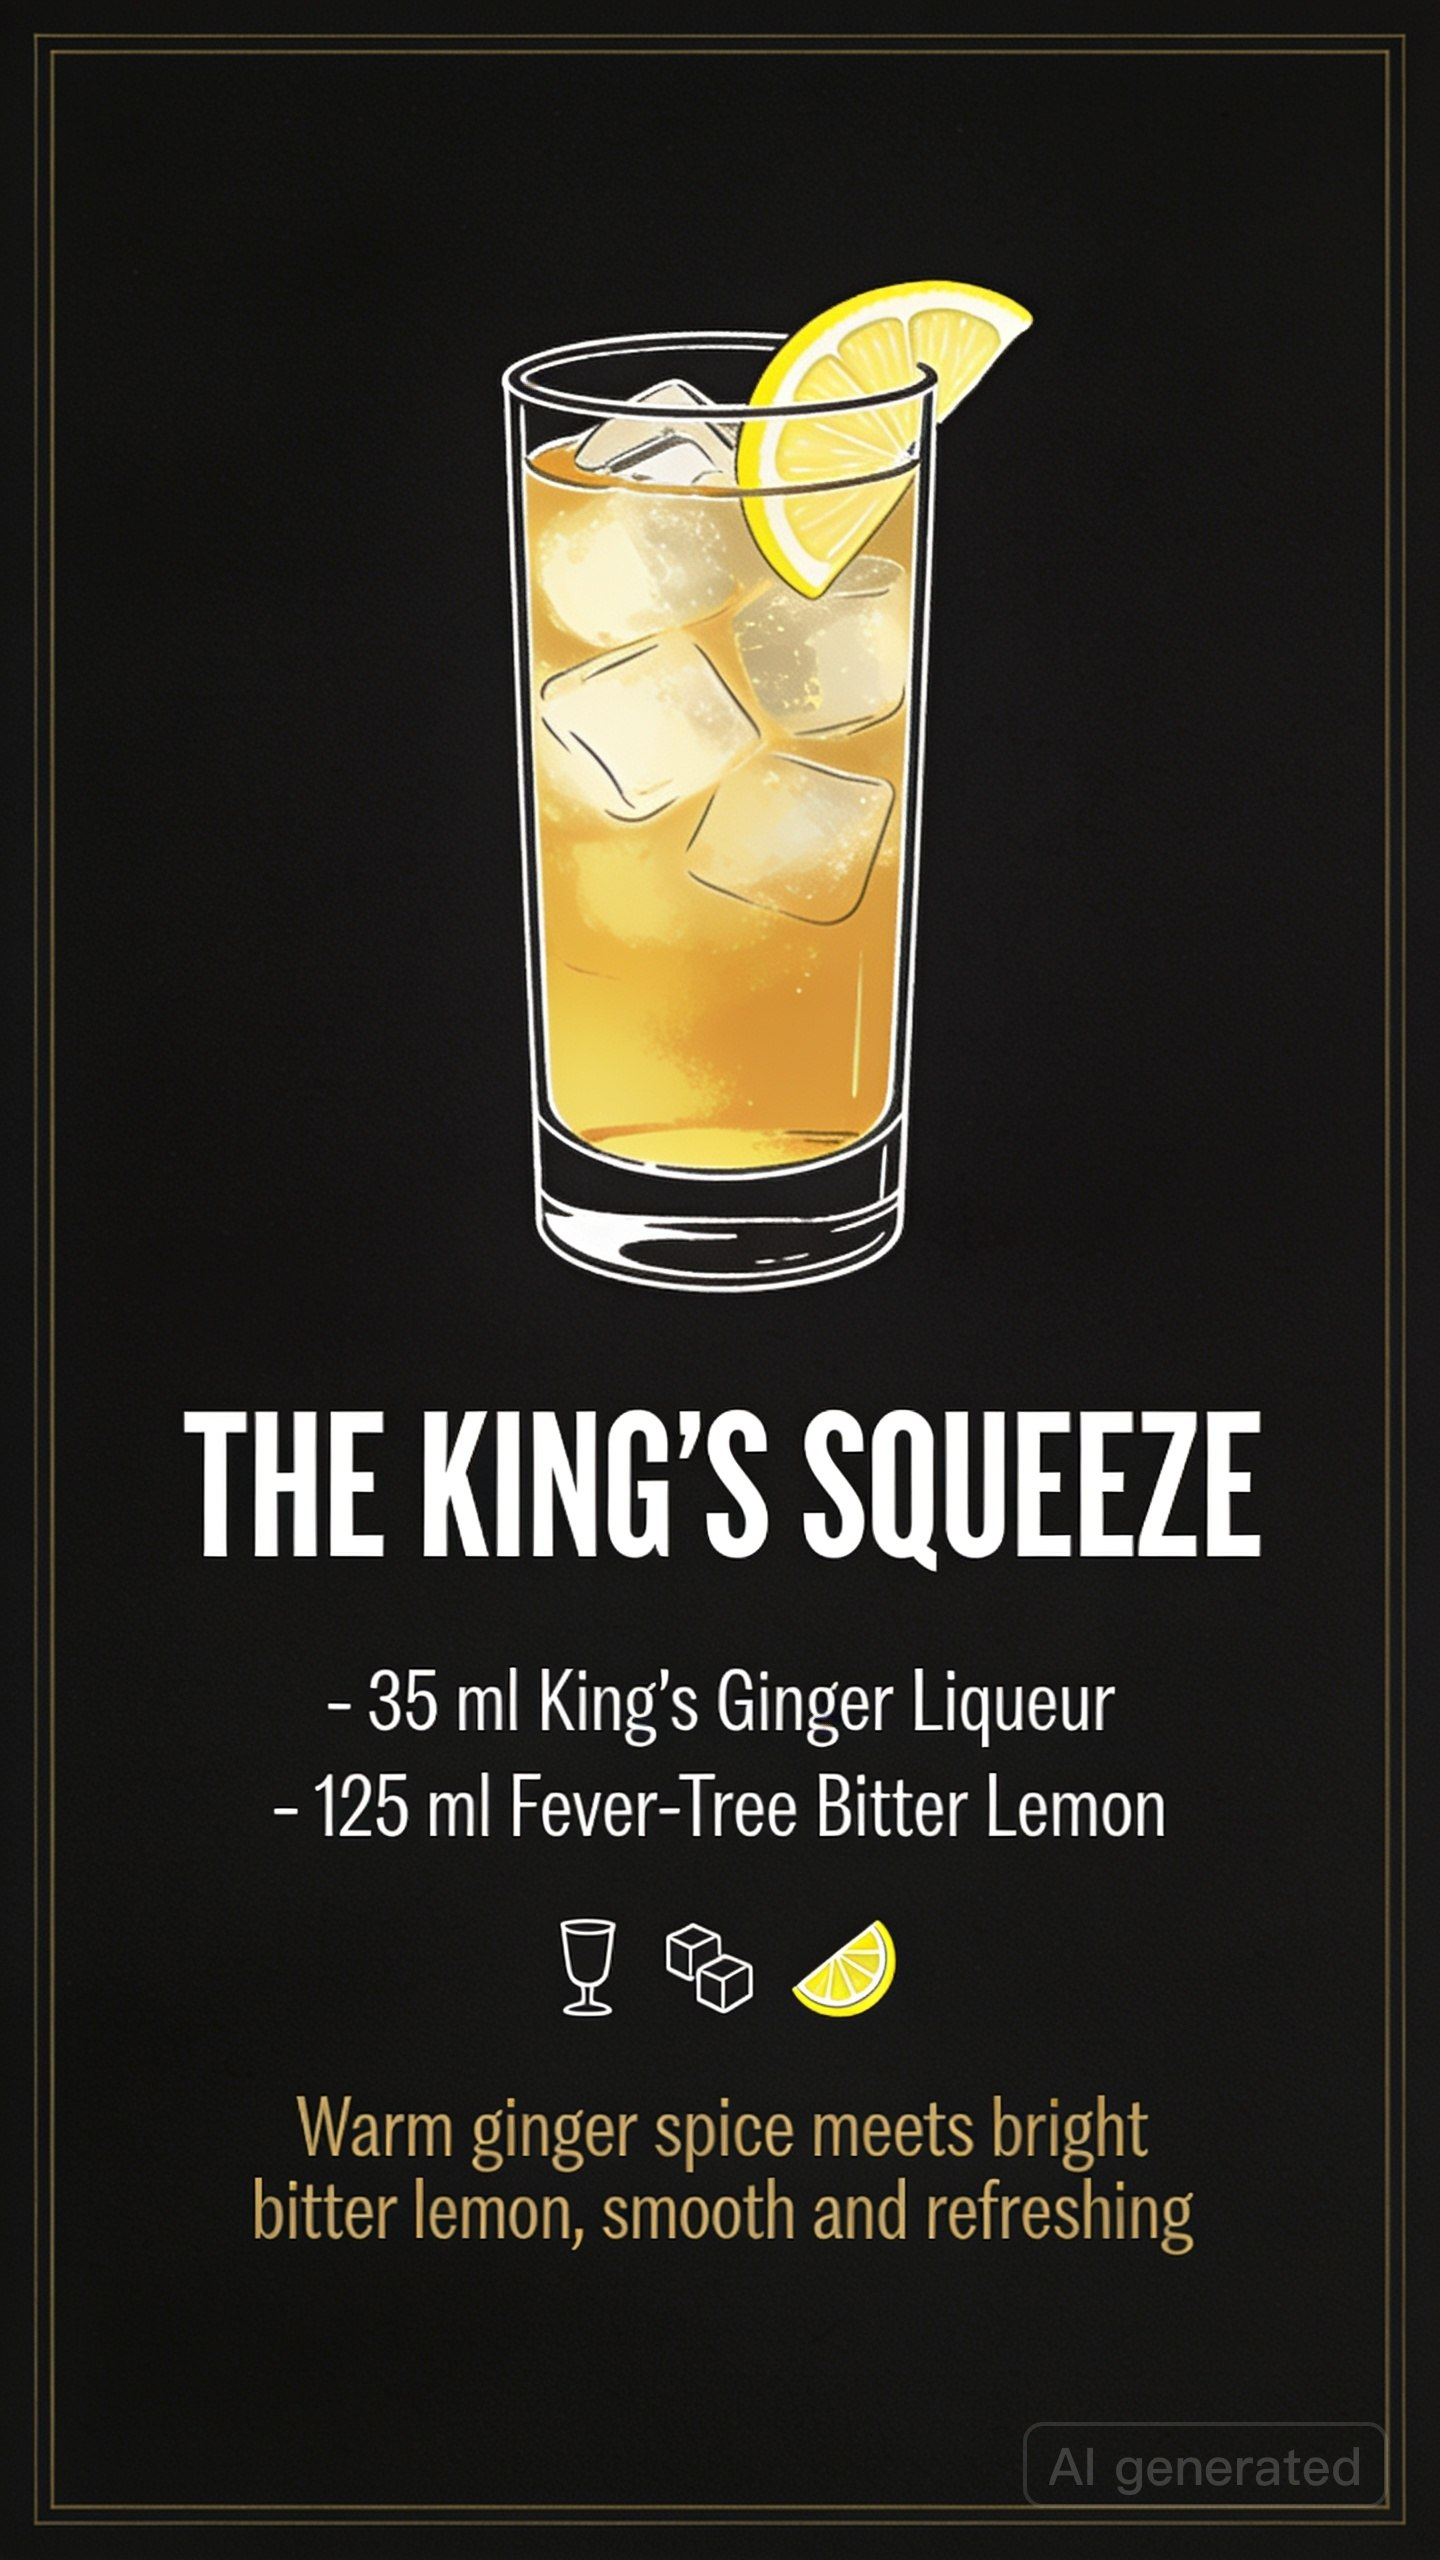 THE KING’S SQUEEZE
- 35 ml King’s Ginger Liqueur
- 125 ml Fever-Tree Bitter Lemon
Warm ginger spice meets bright
bitter lemon, smooth and refreshing
AI generated